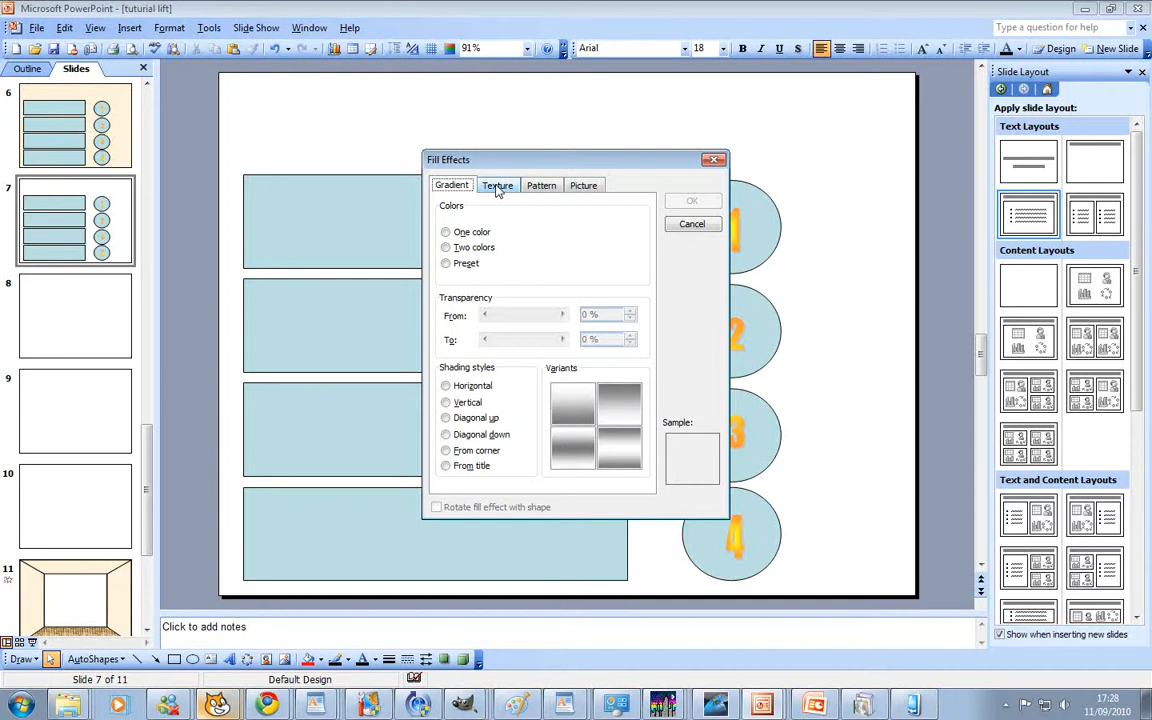 Microsoft PowerPoint - [tuturial lift]
File Edit View Insert Format Tools Slide Show Window Help
Type a question for help
91%
Arial
18
B I U S
Design
New Slide
Outline Slides
Slide Layout
Apply slide layout:
Text Layouts
Content Layouts
Text and Content Layouts
Show when inserting new slides
6
7
8
9
10
11
Fill Effects
Gradient Texture Pattern Picture
Colors
One color
Two colors
Preset
Transparency
From: 0 %
To: 0 %
Shading styles
Horizontal
Vertical
Diagonal up
Diagonal down
From corner
From title
Variants
OK
Cancel
Sample:
Rotate fill effect with shape
1
2
3
4
Click to add notes
Draw AutoShapes
Slide 7 of 11
Default Design
17:28
11/09/2010